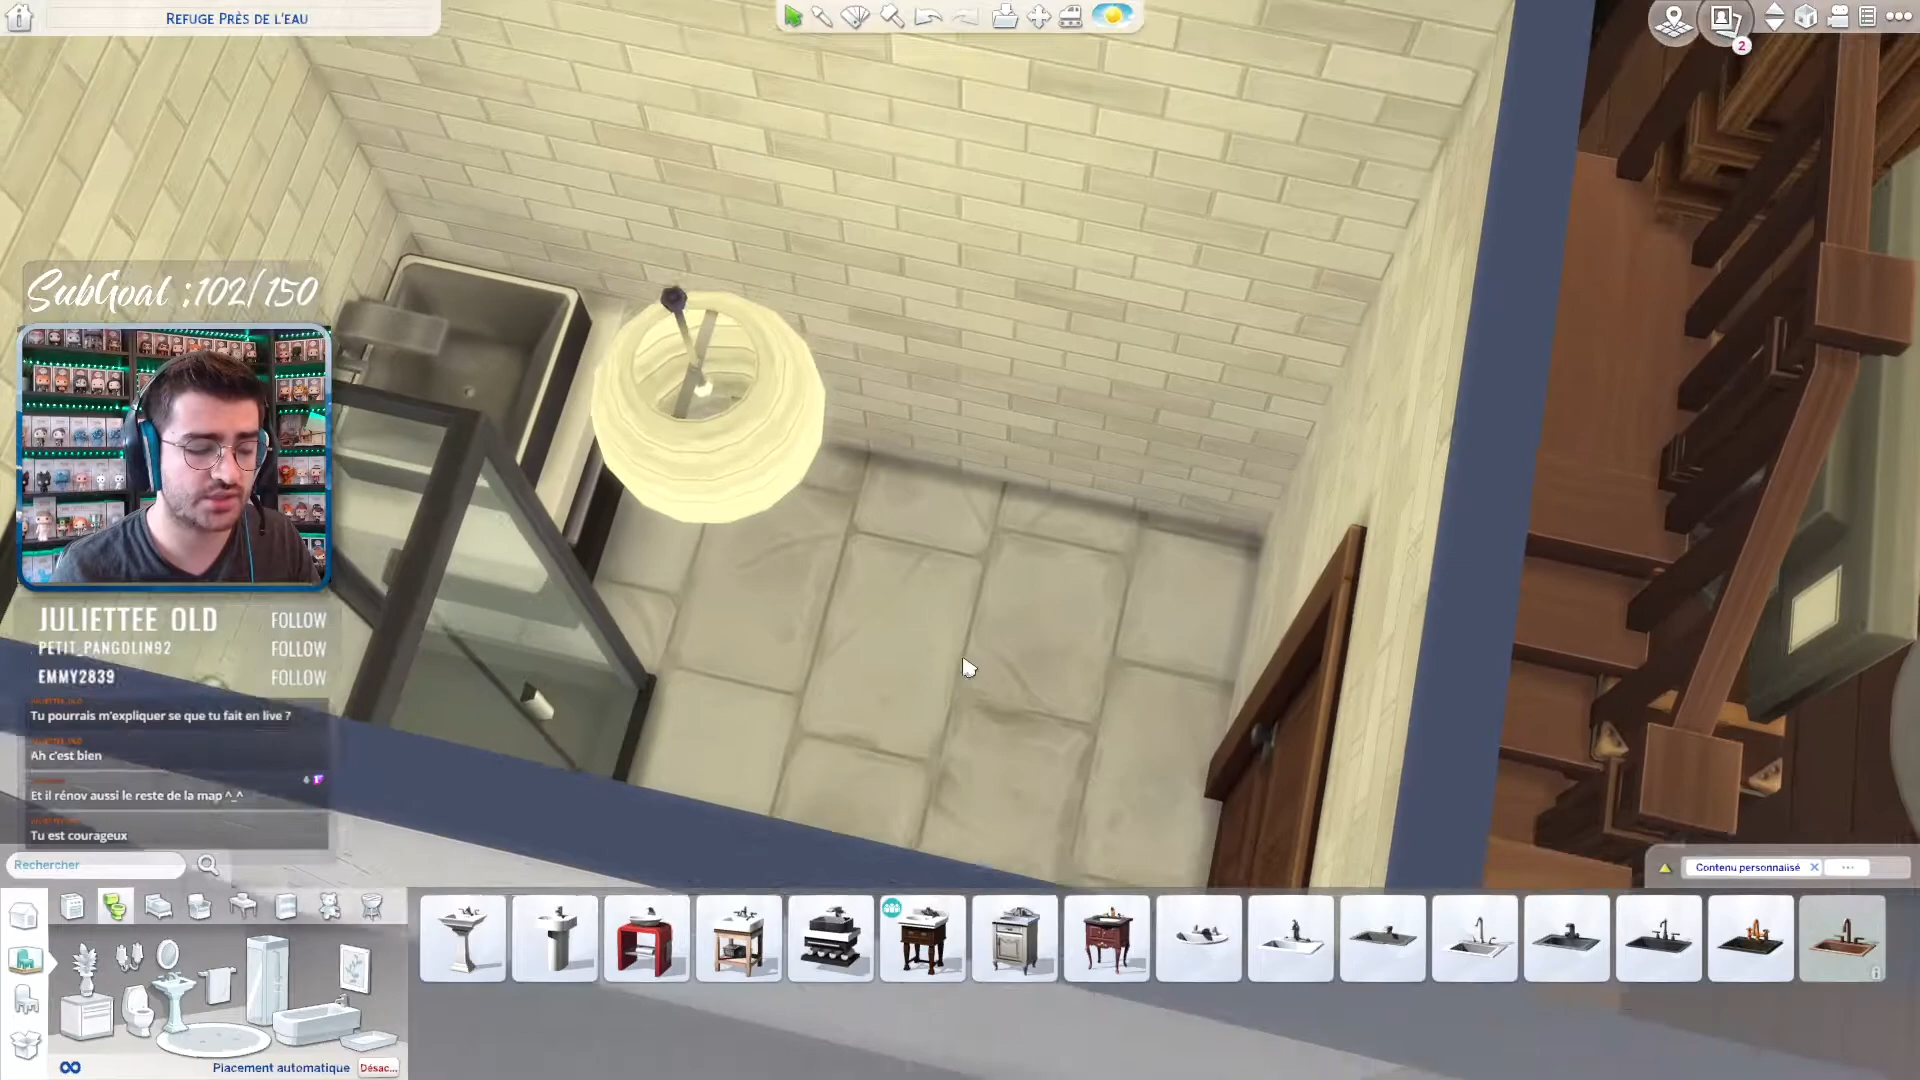 Refuge Près de l'eau
2
SubGoal : 102/150
JULIETTEE OLD FOLLOW
PETIT_PANGOLIN92 FOLLOW
EMMY2839 FOLLOW
Tu pourrais m'expliquer se que tu fait en live ?
Ah c'est bien
Et il rénov aussi le reste de la map ^_^
Tu est courageux
Rechercher
Contenu personnalisé
Placement automatique
Désac...